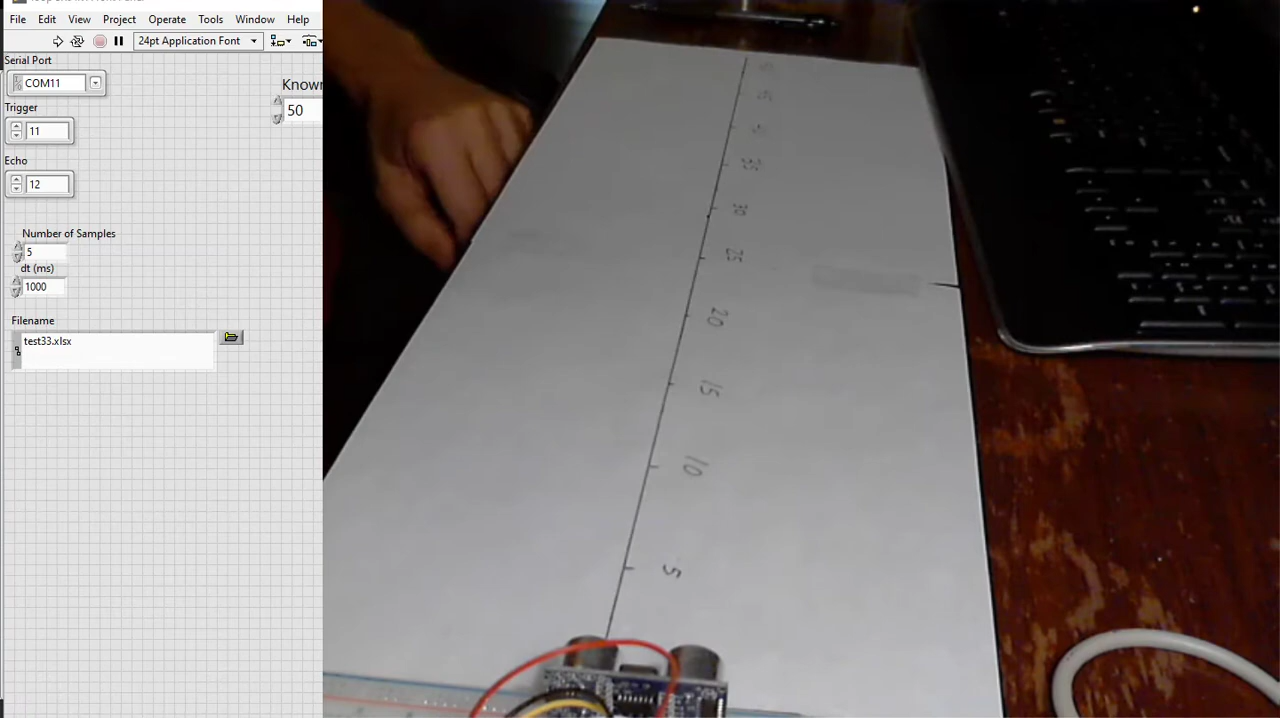 File Edit View Project Operate Tools Window Help
24pt Application Font
Serial Port
COM11
Trigger
11
Echo
12
Number of Samples
5
dt (ms)
1000
Filename
test33.xlsx
Known
50
45
35
30
25
20
15
10
5